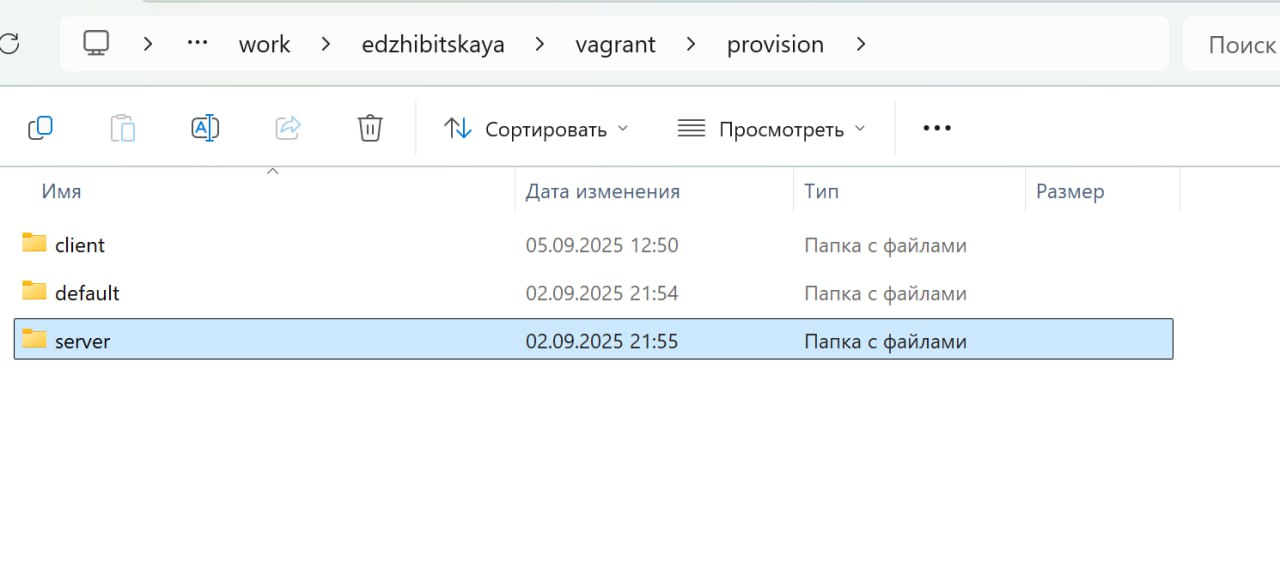 ··· work edzhibitskaya vagrant provision Поиск
Сортировать Просмотреть ···
Имя Дата изменения Тип Размер
client 05.09.2025 12:50 Папка с файлами
default 02.09.2025 21:54 Папка с файлами
server 02.09.2025 21:55 Папка с файлами